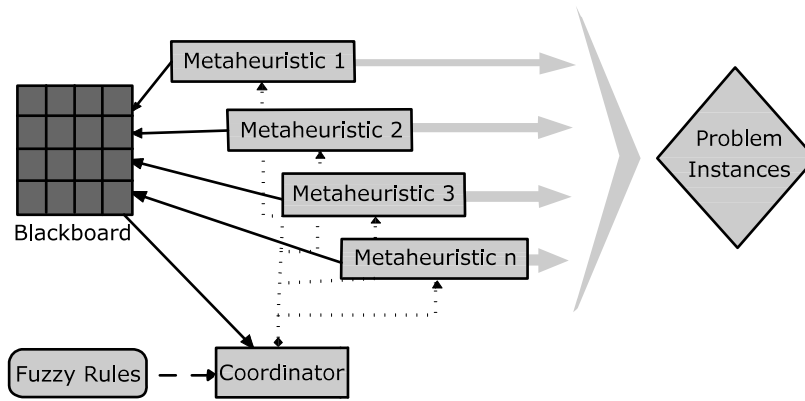 Metaheuristic 1
Metaheuristic 2
Problem
Instances
Metaheuristic 3
Blackboard
Metaheuristic n
Fuzzy Rules
Coordinator